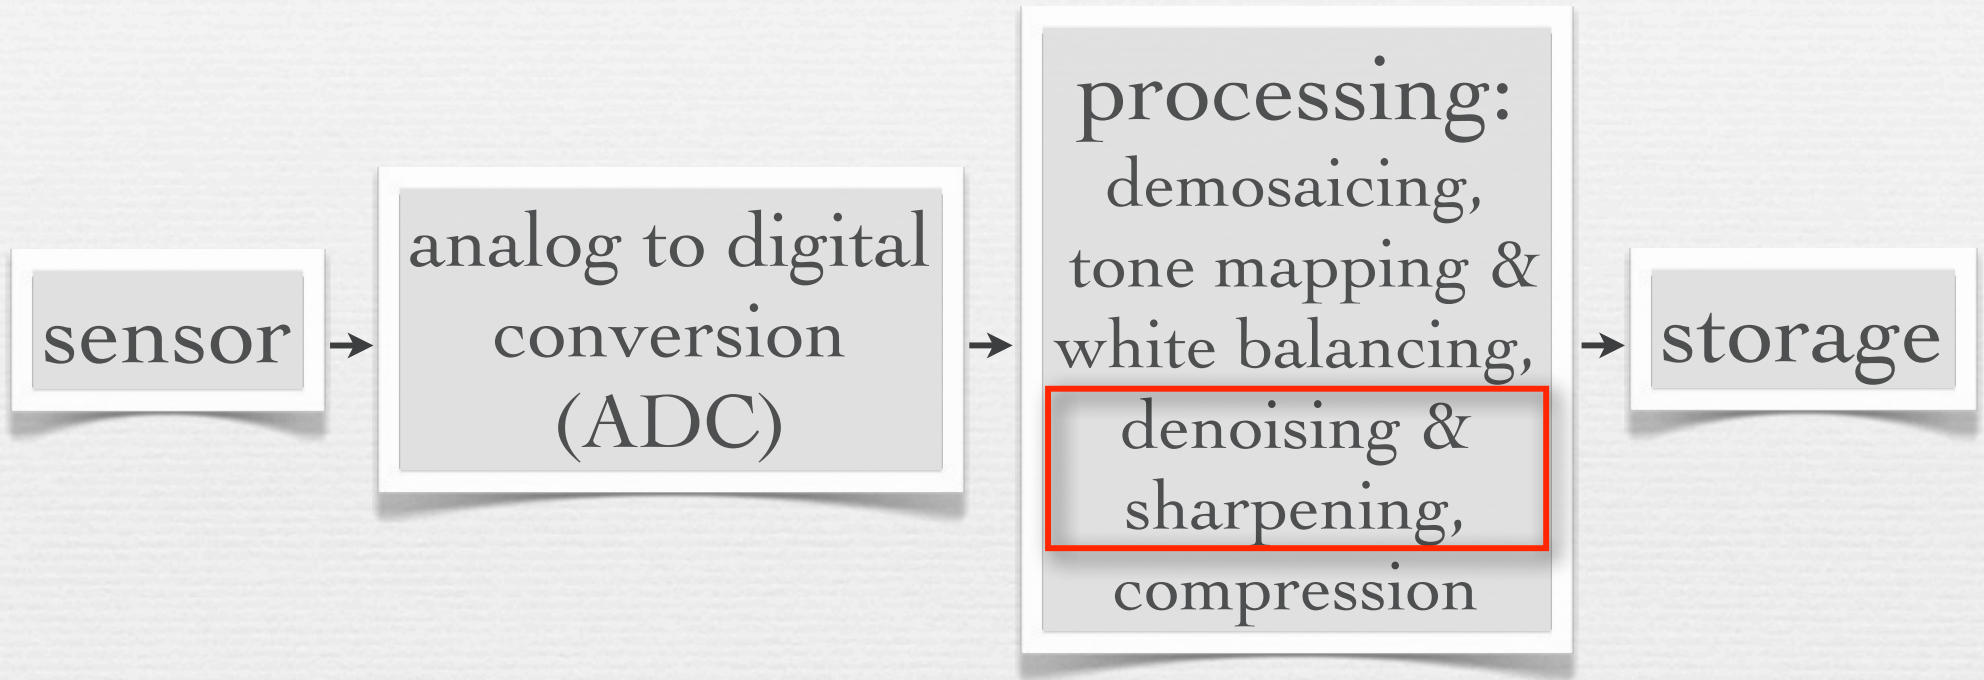 sensor
analog to digital
conversion
(ADC)
processing:
demosaicing,
tone mapping &
white balancing,
denoising &
sharpening,
compression
storage